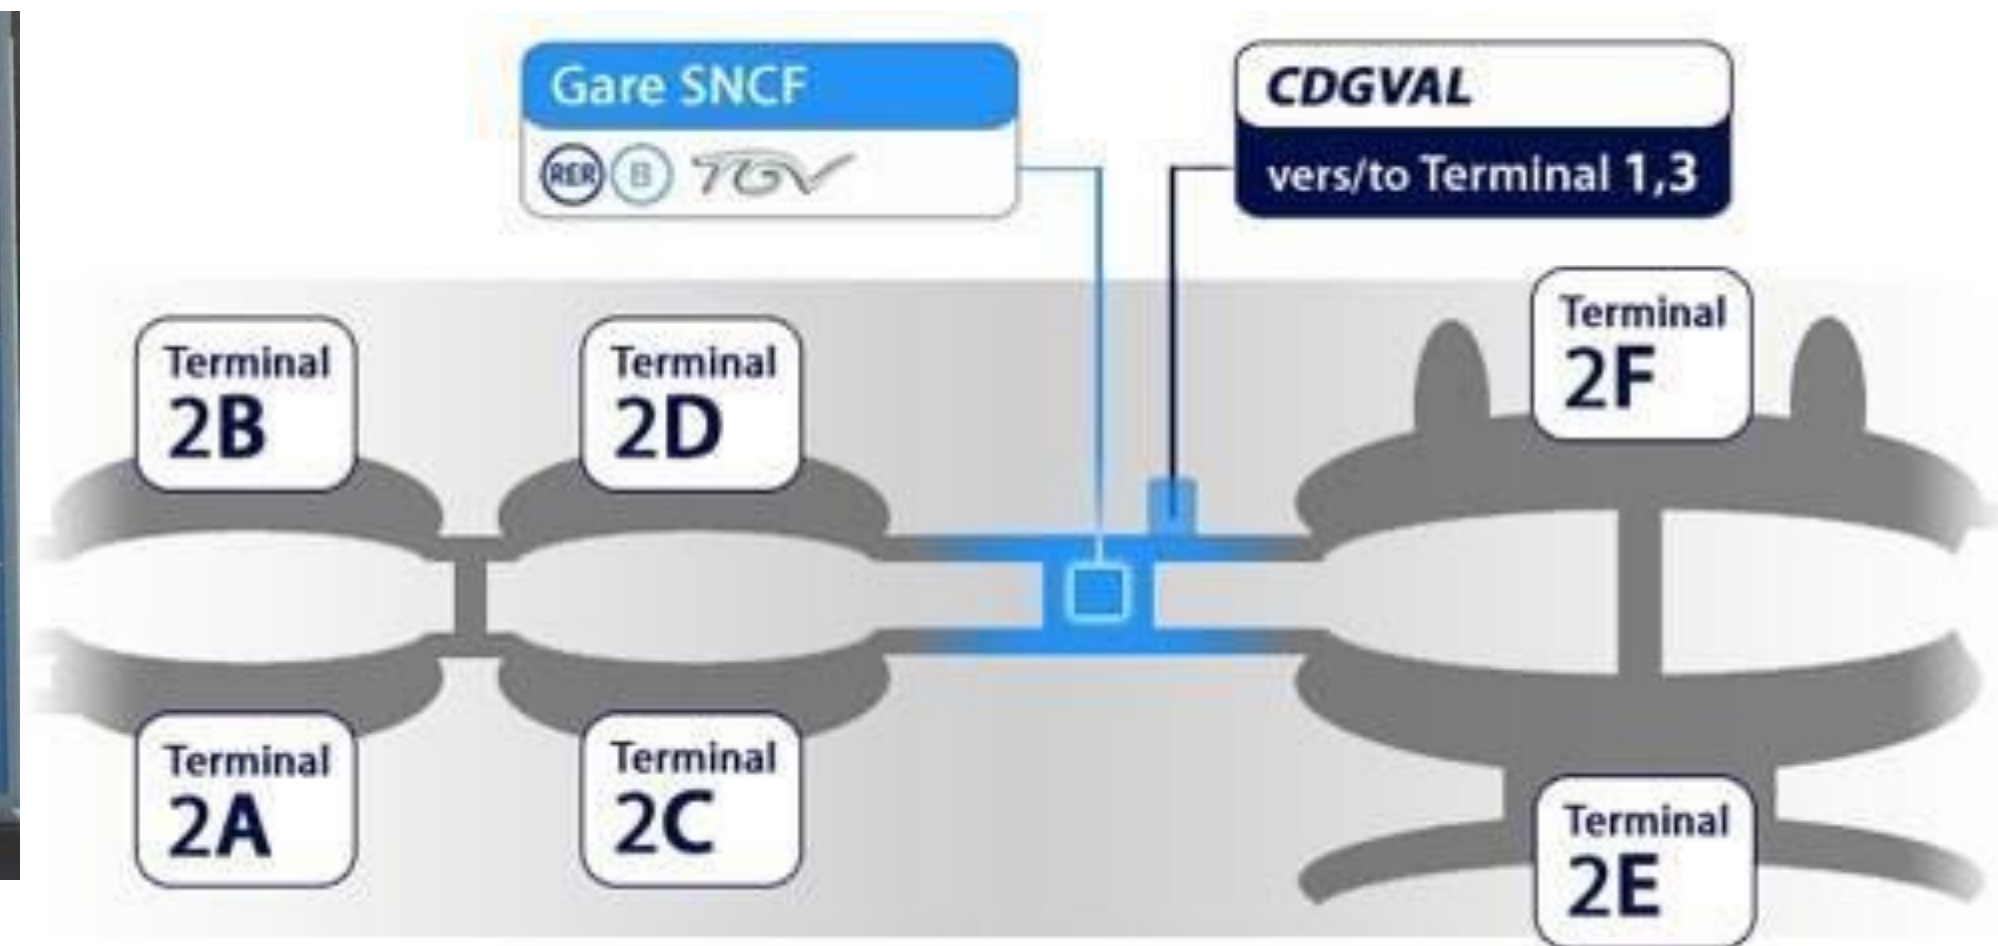 Gare SNCF
RER B TGV
CDGVAL
vers/to Terminal 1,3
Terminal
2B
Terminal
2D
Terminal
2F
Terminal
2A
Terminal
2C
Terminal
2E